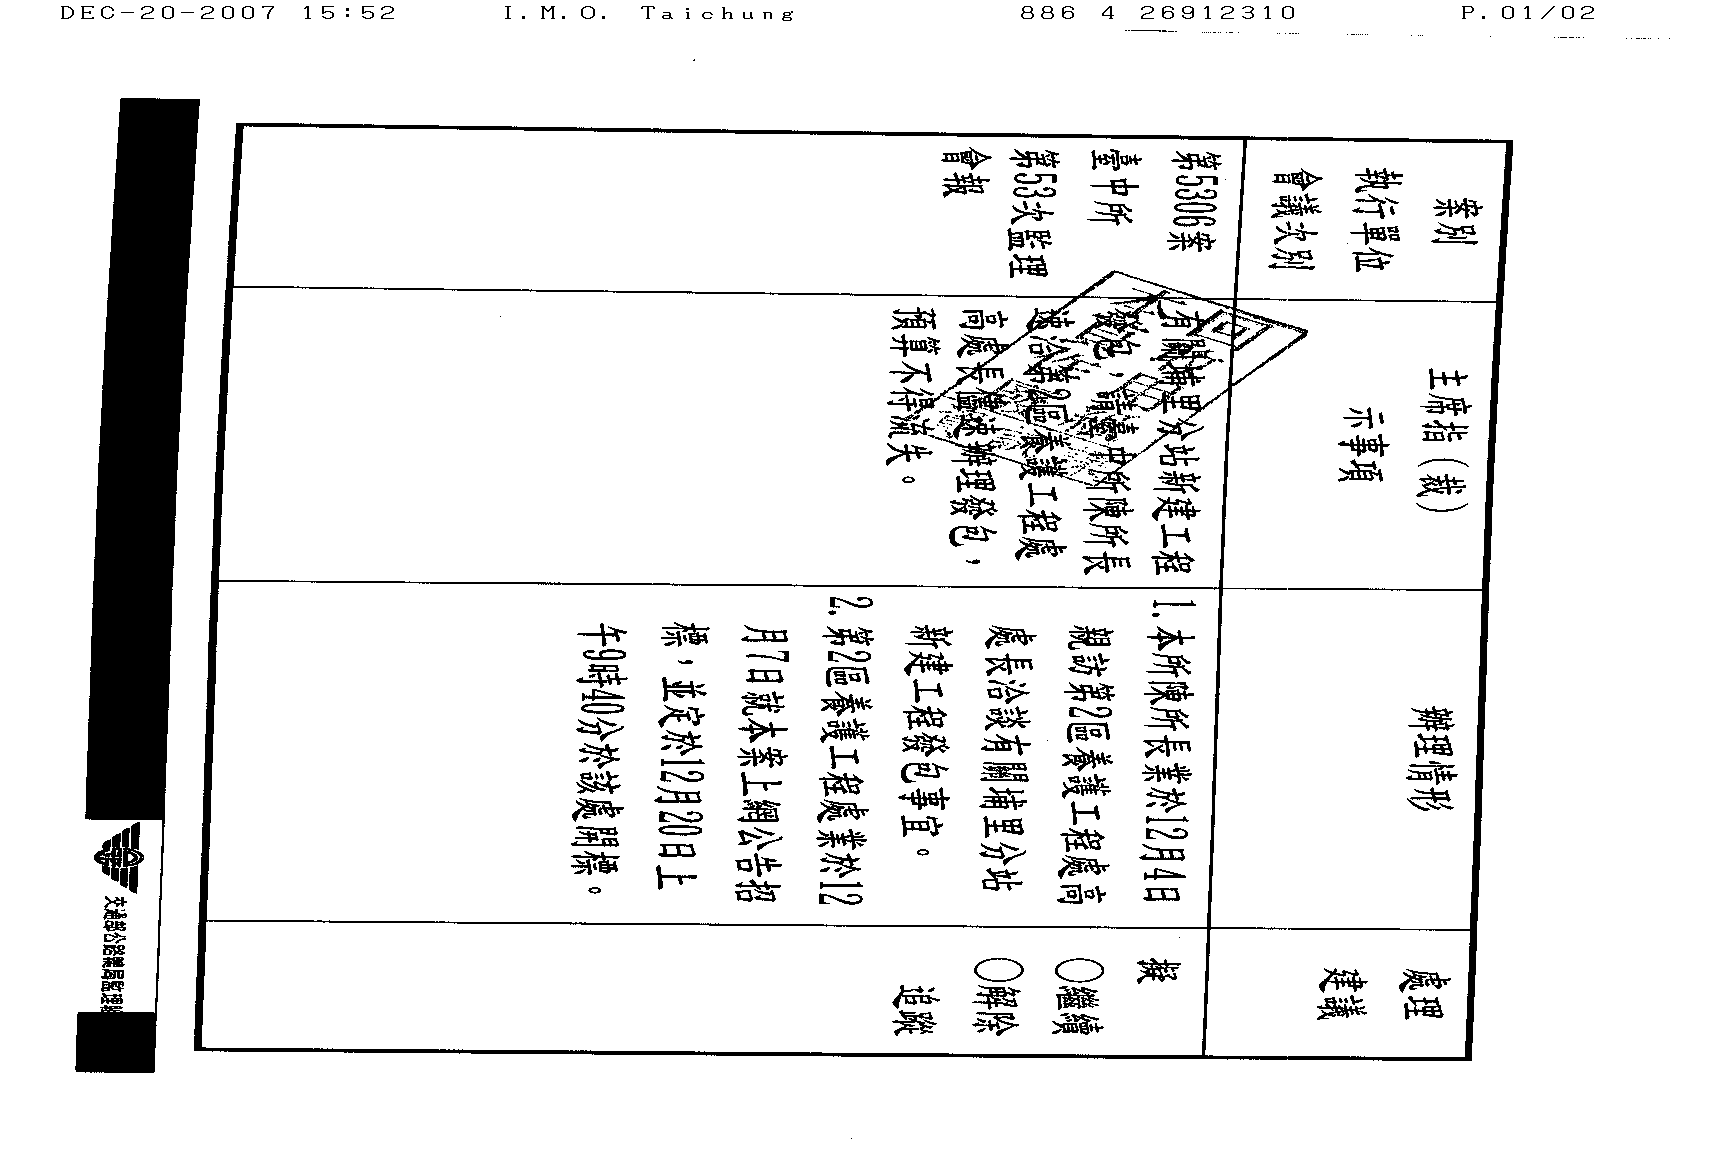 DEC-20-2007 15:52 I.M.O. Taichung 886 4 26912310 P.01/02
案別
執行單位
會議次別
主席指(裁)
示事項
辦理情形
處理
建議
第5306案
臺中所
第53次監理
會報
有關埔里分站新建工程
發包，請臺中所陳所長
速洽第2區養護工程處
高處長儘速辦理發包，
預算不得流失。
1.本所陳所長業於12月4日
親訪第2區養護工程處高
處長洽談有關埔里分站
新建工程發包事宜。
2.第2區養護工程處業於12
月7日就本案上網公告招
標，並定於12月20日上
午9時40分於該處開標。
擬
○繼續
○解除
追蹤
交通部公路總局監理